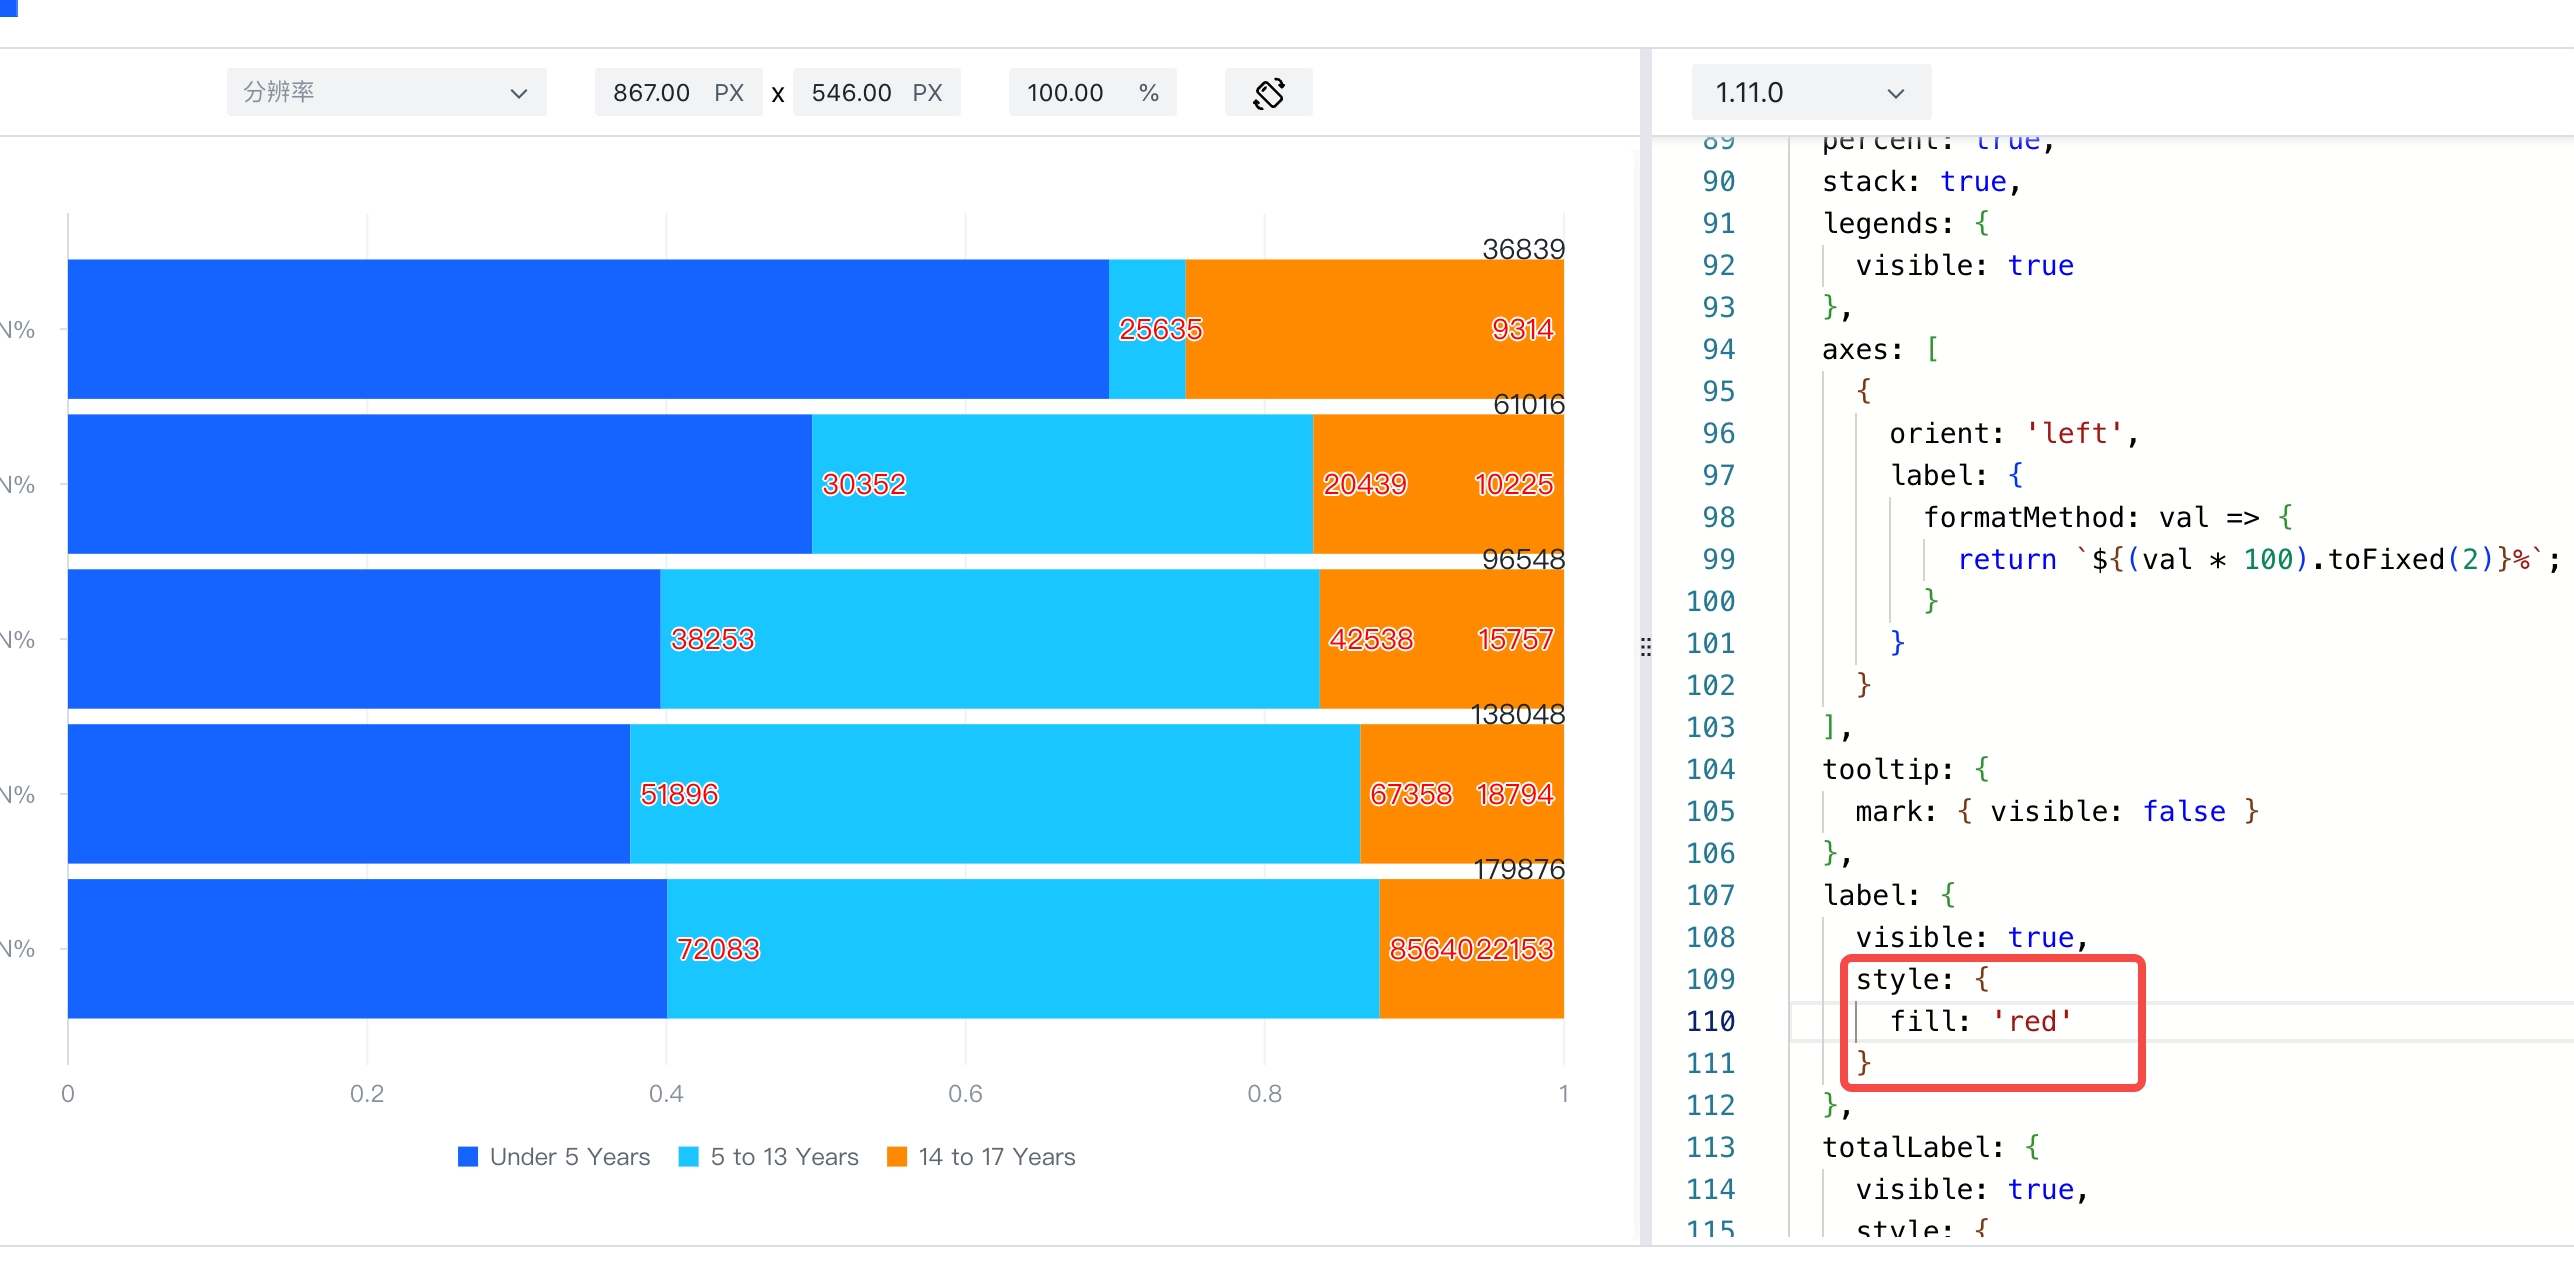 分辨率 867.00 PX x 546.00 PX 100.00 %
1.11.0
36839
N% 25635 9314
61016
N% 30352 20439 10225
96548
N% 38253 42538 15757
138048
N% 51896 67358 18794
179876
N% 72083 85640 22153
0 0.2 0.4 0.6 0.8 1
Under 5 Years 5 to 13 Years 14 to 17 Years
89 percent: true,
90 stack: true,
91 legends: {
92 visible: true
93 },
94 axes: [
95 {
96 orient: 'left',
97 label: {
98 formatMethod: val => {
99 return `${(val * 100).toFixed(2)}%`;
100 }
101 }
102 }
103 ],
104 tooltip: {
105 mark: { visible: false }
106 },
107 label: {
108 visible: true,
109 style: {
110 fill: 'red'
111 }
112 },
113 totalLabel: {
114 visible: true,
115 style: {